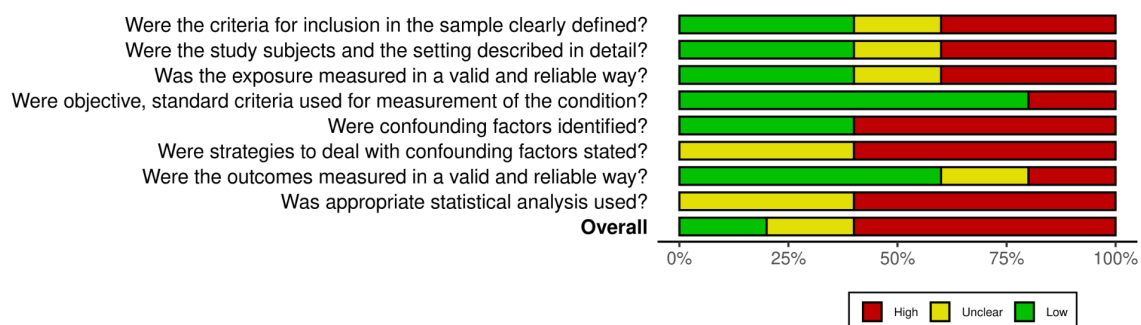 Were the criteria for inclusion in the sample clearly defined?
Were the study subjects and the setting described in detail?
Was the exposure measured in a valid and reliable way?
Were objective, standard criteria used for measurement of the condition?
Were confounding factors identified?
Were strategies to deal with confounding factors stated?
Were the outcomes measured in a valid and reliable way?
Was appropriate statistical analysis used?
Overall
0% 25% 50% 75% 100%
High Unclear Low